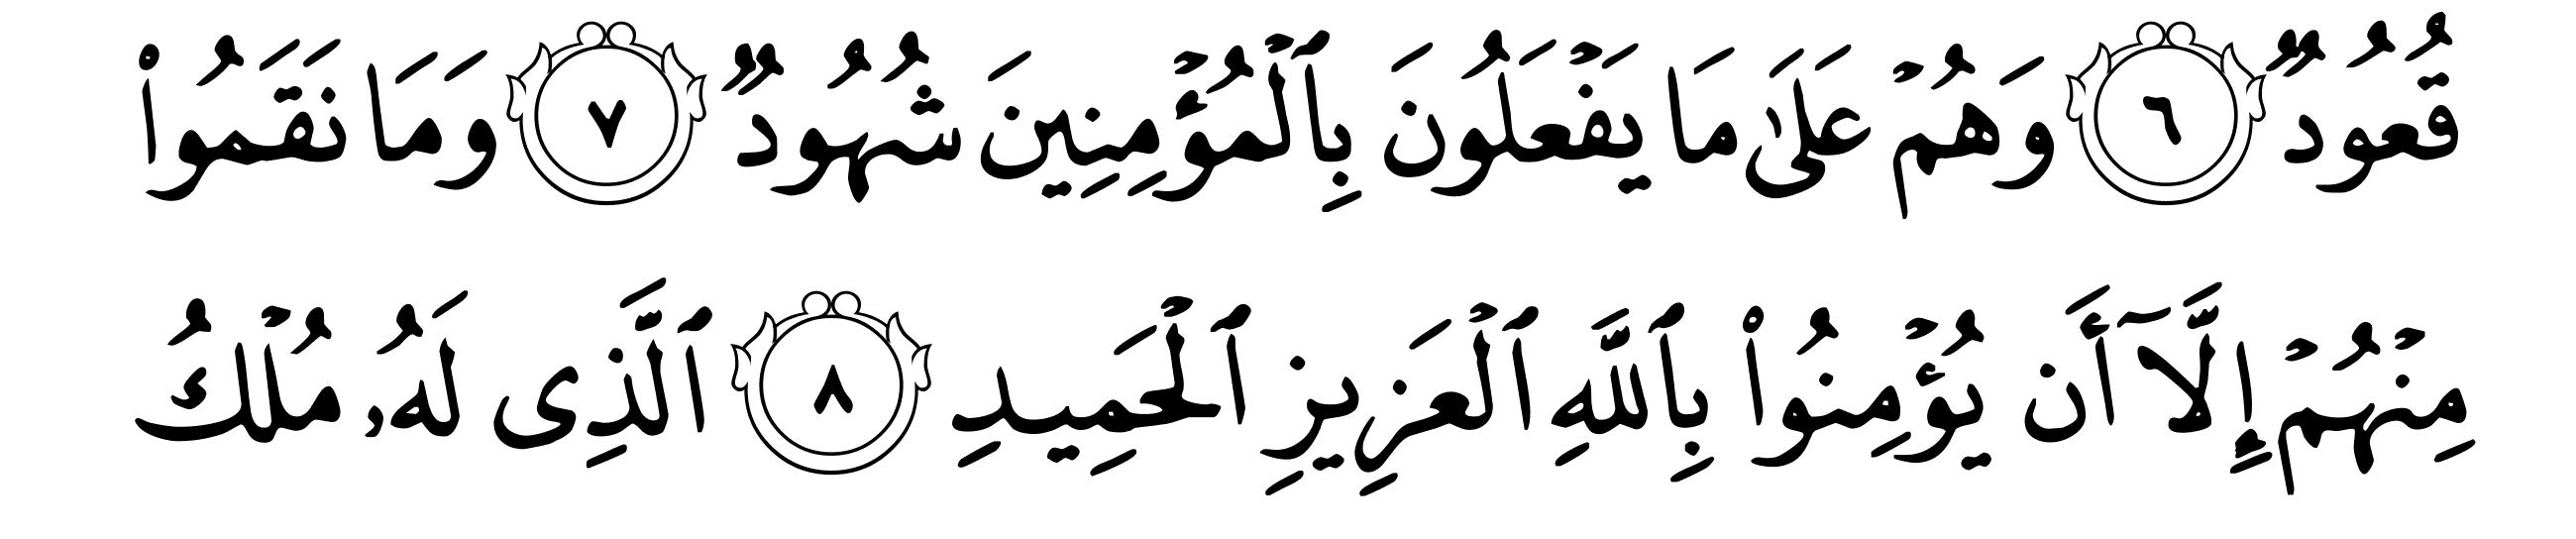 قُعُودٌ ٦ وَهُمْ عَلَىٰ مَا يَفْعَلُونَ بِٱلْمُؤْمِنِينَ شُهُودٌ ٧ وَمَا نَقَمُوا۟
مِنْهُمْ إِلَّآ أَن يُؤْمِنُوا۟ بِٱللَّهِ ٱلْعَزِيزِ ٱلْحَمِيدِ ٨ ٱلَّذِى لَهُۥ مُلْكُ